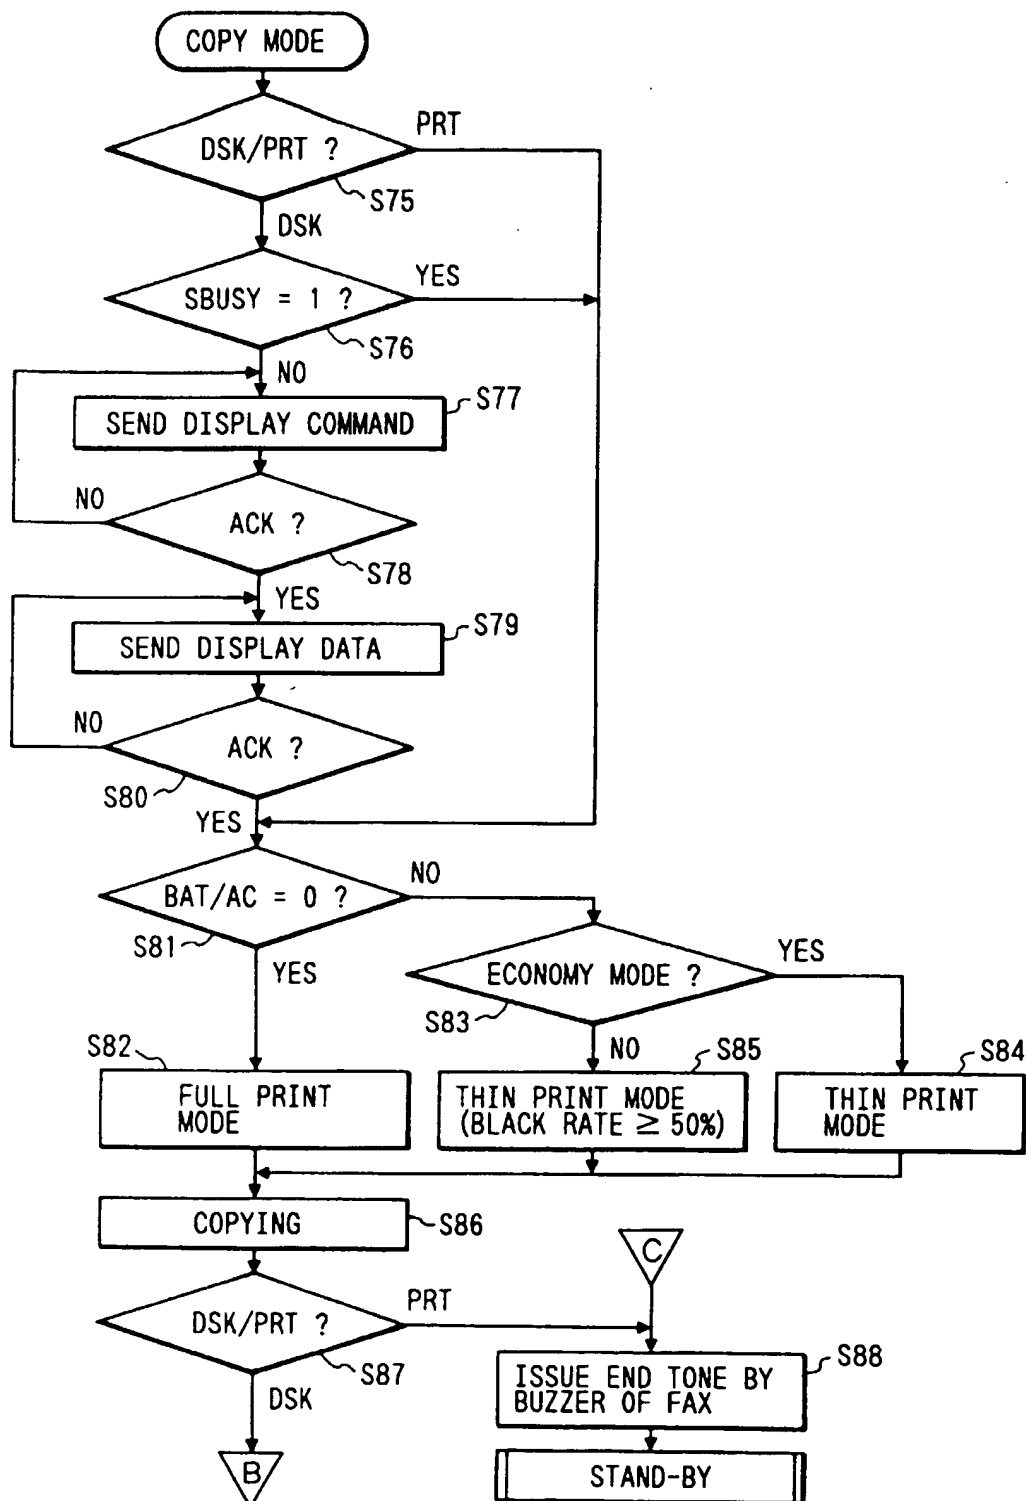 COPY MODE
DSK/PRT ?
PRT
S75
DSK
SBUSY = 1 ?
YES
S76
NO
SEND DISPLAY COMMAND
S77
ACK ?
NO
S78
YES
SEND DISPLAY DATA
S79
ACK ?
NO
S80
YES
BAT/AC = 0 ?
NO
S81
YES
ECONOMY MODE ?
YES
S83
NO
S82
FULL PRINT
MODE
S85
THIN PRINT MODE
(BLACK RATE ≥ 50%)
S84
THIN PRINT
MODE
COPYING
S86
C
DSK/PRT ?
PRT
S87
DSK
ISSUE END TONE BY
BUZZER OF FAX
S88
B
STAND-BY